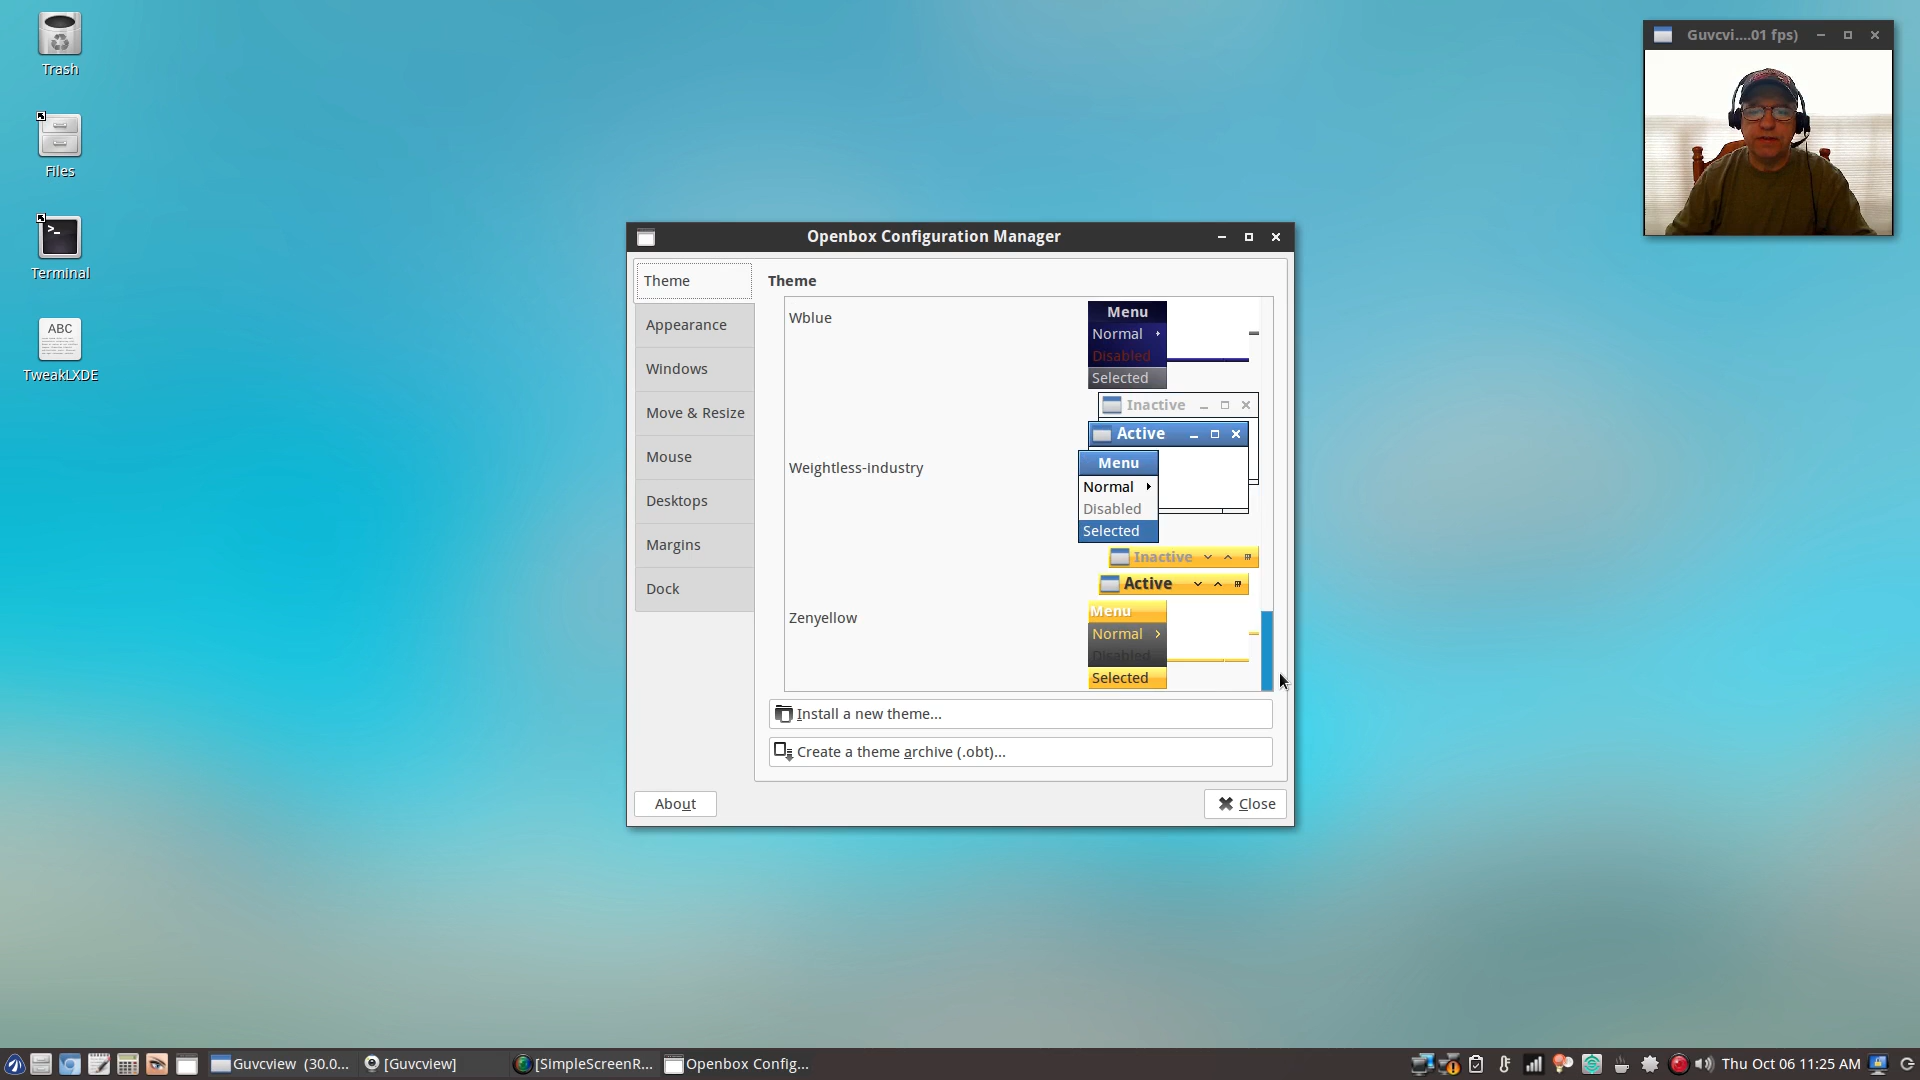 Trash
Files
>_
Terminal
ABC
TweakLXDE
Guvcvi....01 fps)
Openbox Configuration Manager
Theme
Appearance
Windows
Move & Resize
Mouse
Desktops
Margins
Dock
Theme
Wblue
Menu
Normal
Disabled
Selected
Weightless-industry
Inactive
Active
Menu
Normal
Disabled
Selected
Zenyellow
Inactive
Active
Menu
Normal
Disabled
Selected
Install a new theme...
Create a theme archive (.obt)...
About
Close
Guvcview (30.0...
[Guvcview]
[SimpleScreenR...
Openbox Config...
Thu Oct 06 11:25 AM